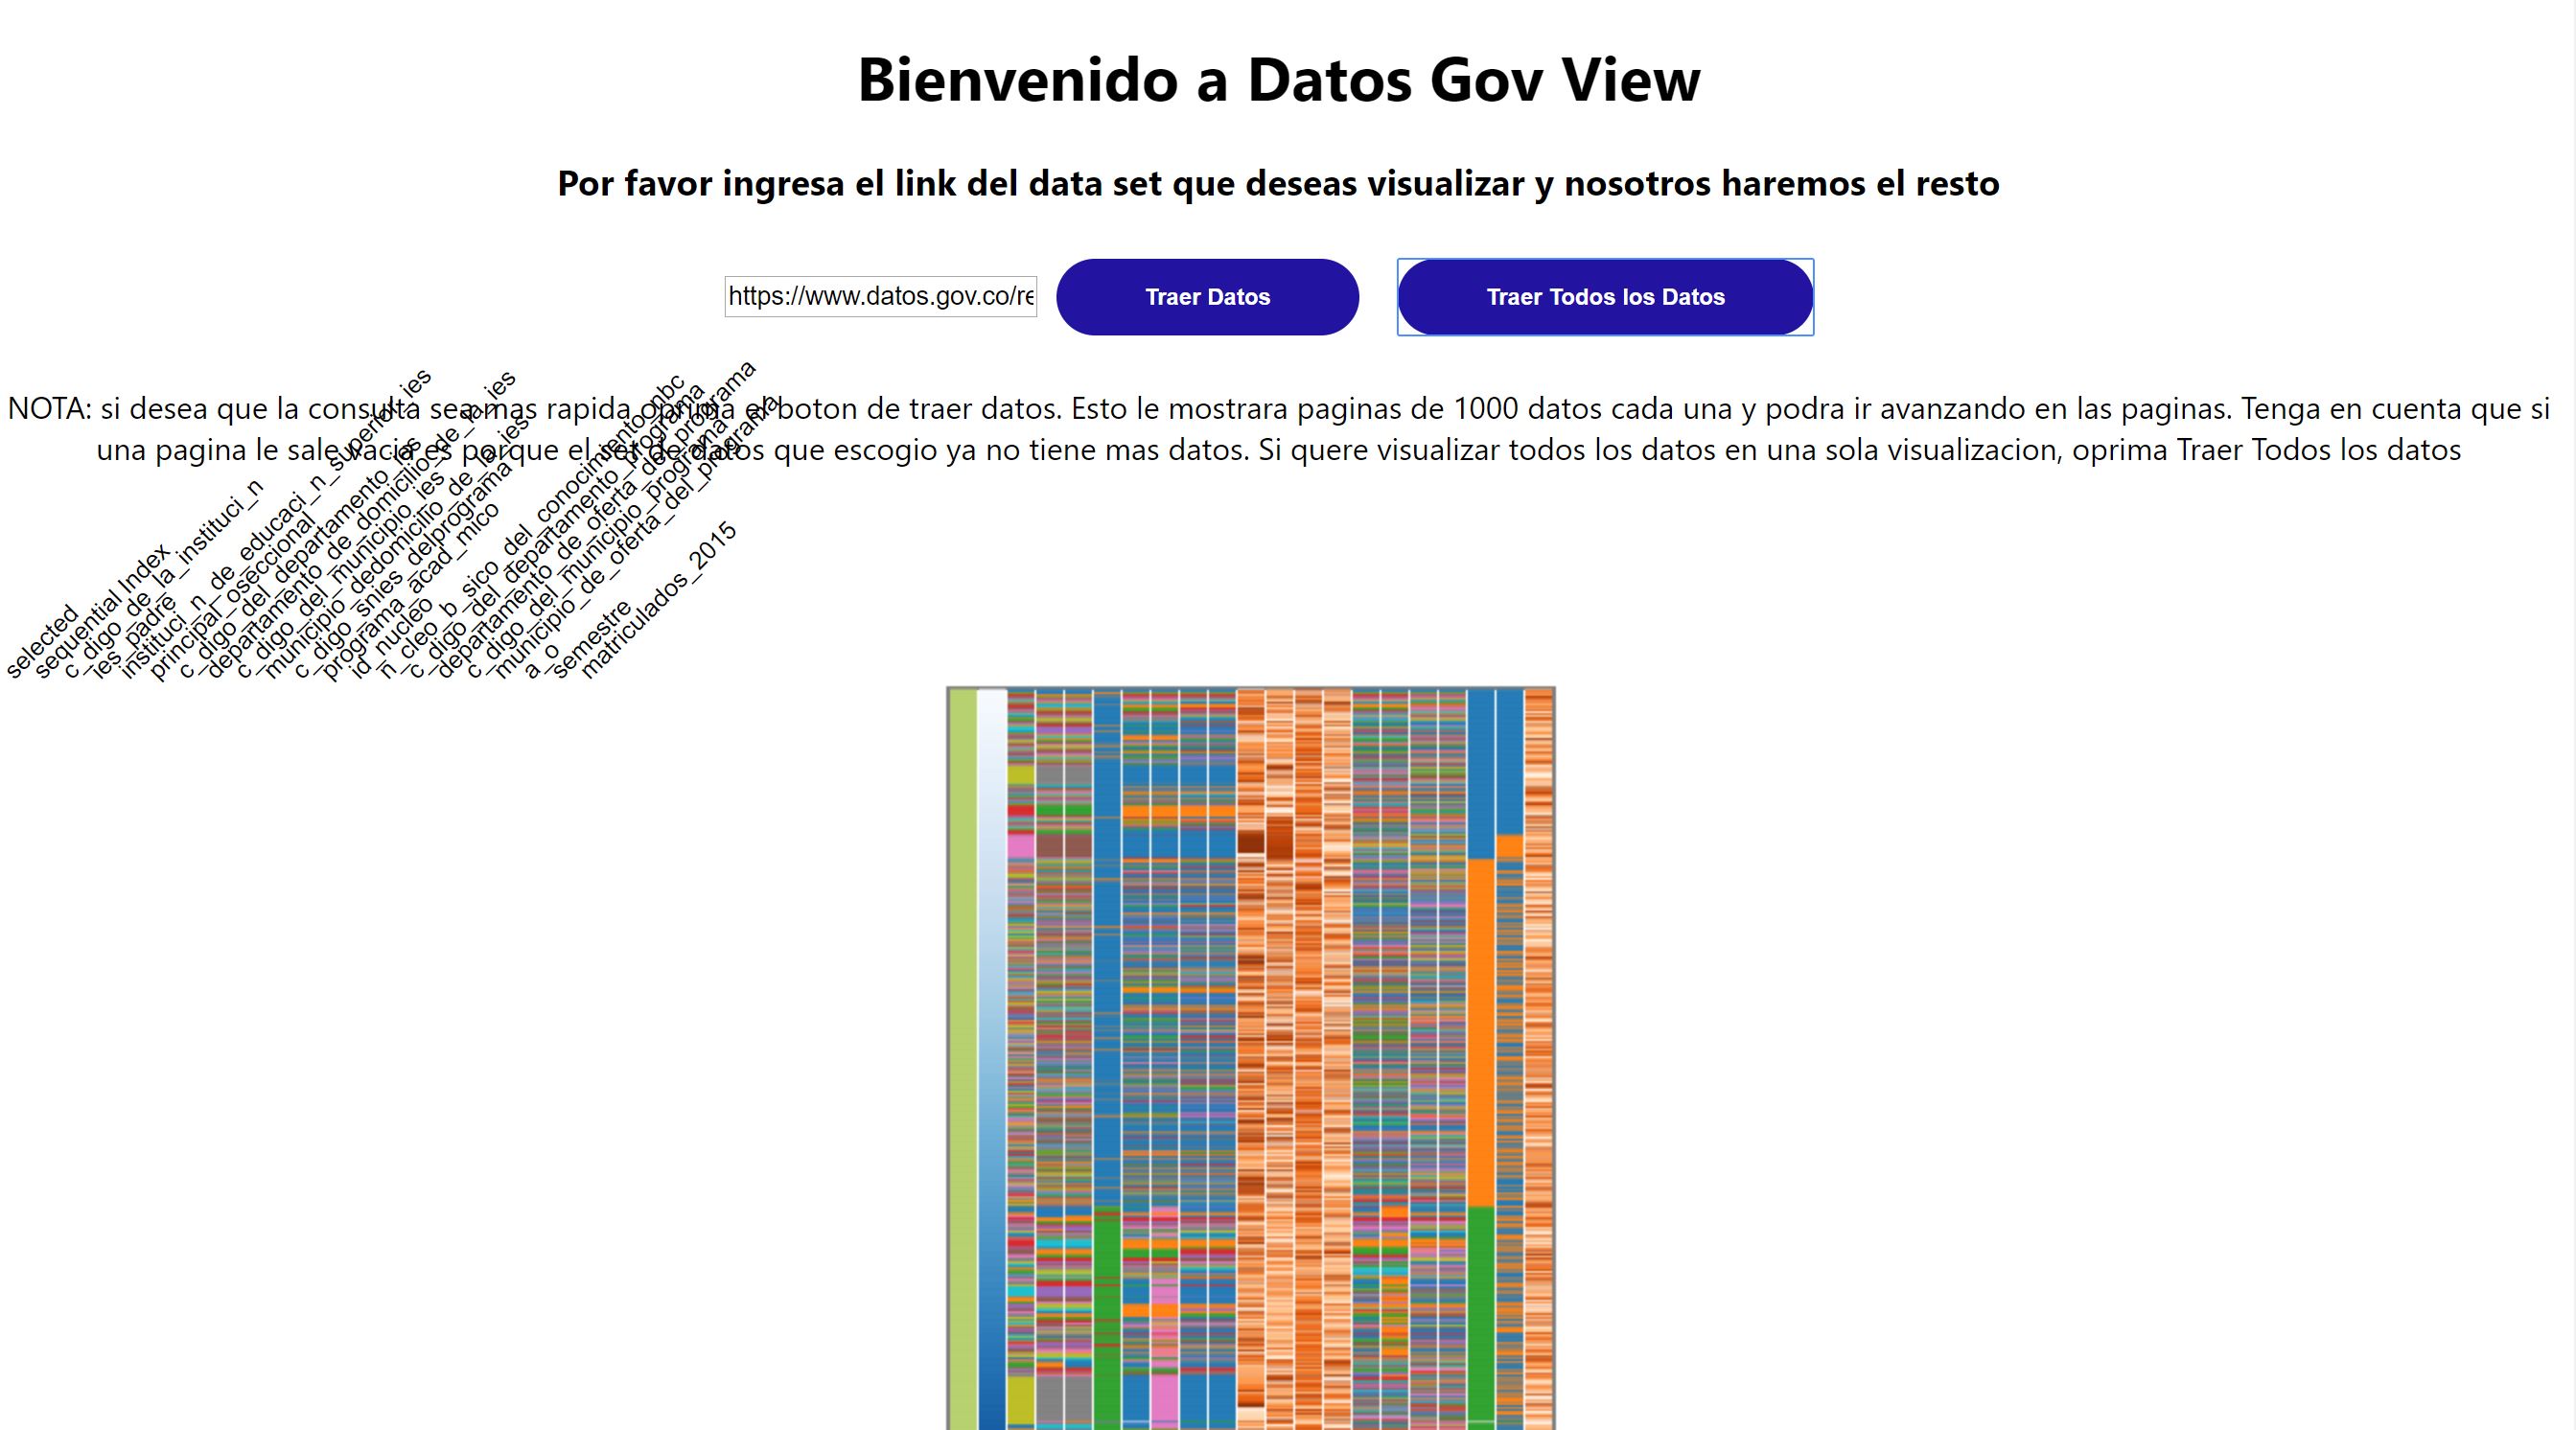 Bienvenido a Datos Gov View
Por favor ingresa el link del data set que deseas visualizar y nosotros haremos el resto
https://www.datos.gov.co/re
Traer Datos
Traer Todos los Datos
NOTA: si desea que la consulta sea mas rapida oprima el boton de traer datos. Esto le mostrara paginas de 1000 datos cada una y podra ir avanzando en las paginas. Tenga en cuenta que si
una pagina le sale vacia es porque el set de datos que escogio ya no tiene mas datos. Si quere visualizar todos los datos en una sola visualizacion, oprima Traer Todos los datos
selected
sequential Index
c_digo_de_la_instituci_n
ies_padre
instituci_n_de_educaci_n_superior_ies
principal_oseccional
c_digo_del_departamento_ies
departamento_de_domicilio_de_la_ies
c_digo_del_municipio_ies
municipio_dedomicilio_de_la_ies
c_digo_snies_delprograma
programa_acad_mico
id_nucleo
n_cleo_b_sico_del_conocimiento_nbc
c_digo_del_departamento_programa
departamento_de_oferta_del_programa
c_digo_del_municipio_programa
municipio_de_oferta_del_programa
a_o
semestre
matriculados_2015